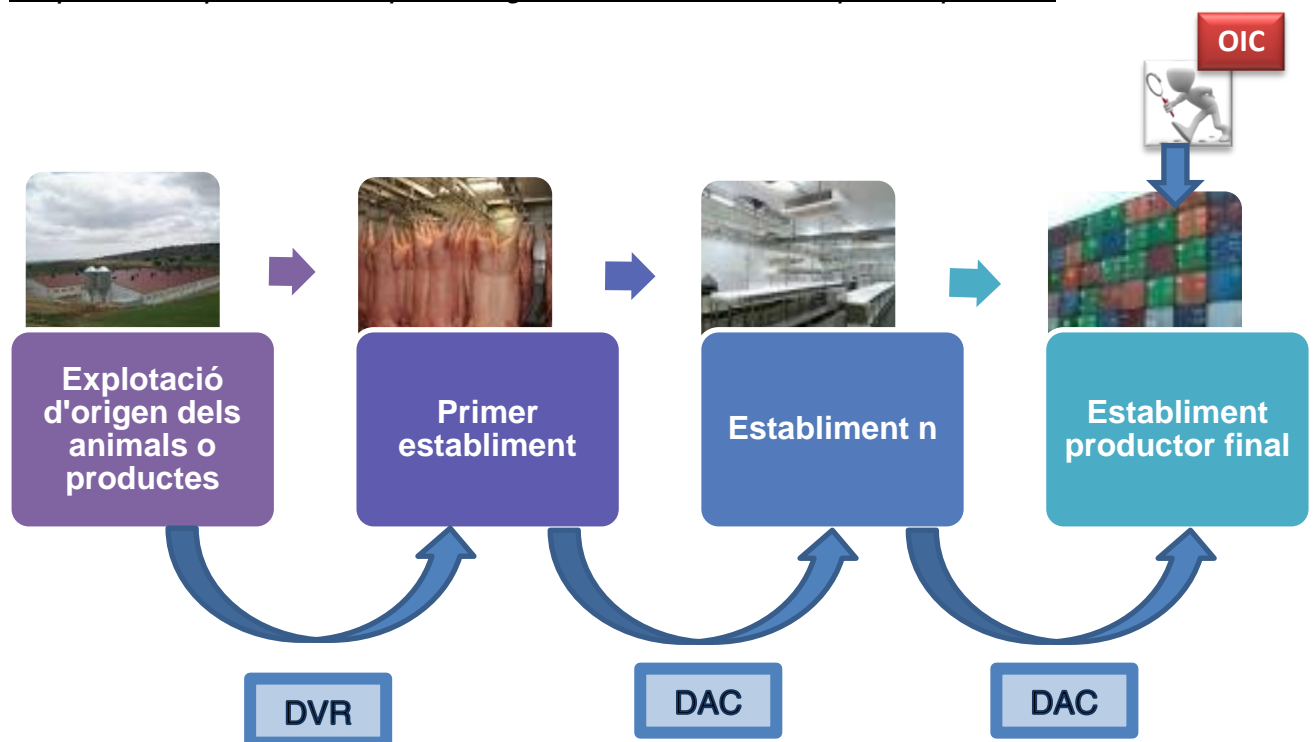 OIC
Explotació
d'origen dels
animals o
productes
Primer
establiment
Establiment n
Establiment
productor final
DVR
DAC
DAC